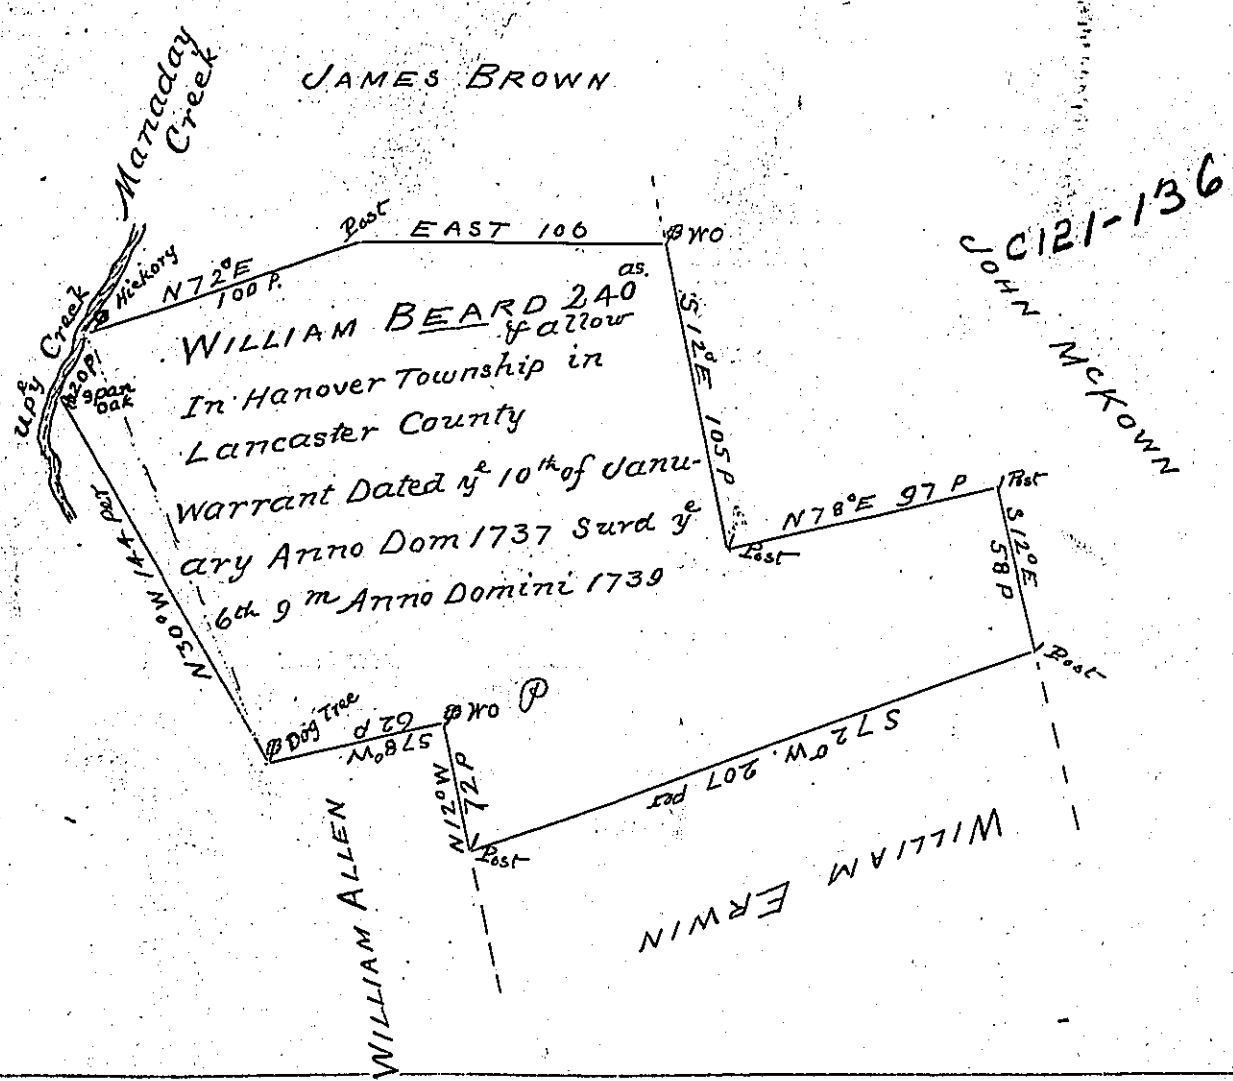 Manaday
Creek
JAMES BROWN
C121-136
JOHN McKOWN
Post
EAST 106
WO
Hickory
N72°E
100 P.
up yᵉ Creek
20P
Span
Oak
WILLIAM BEARD 240 as.
& allow
In Hanover Township in
Lancaster County
Warrant Dated yᵉ 10th of Janu-
ary Anno Dom 1737 Surd yᵉ
6th 9 m Anno Domini 1739
S12°E 105 P
Post
N78°E 97 P
Post
S12°E
58 P
Post
N30°W 144 per
Dog Tree
S78°W
62 P
WO
N12°W
72 P
Post
S72°W. 207 per
WILLIAM ALLEN
WILLIAM ERWIN